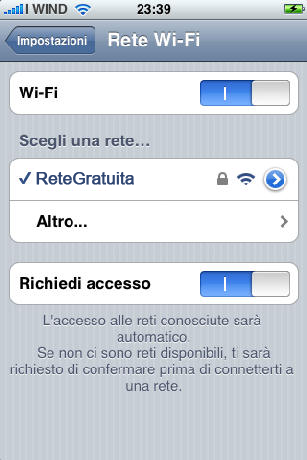 I WIND 23:39
Impostazioni Rete Wi-Fi
Wi-Fi
Scegli una rete...
✓ ReteGratuita
Altro...
Richiedi accesso
L'accesso alle reti conosciute sarà
automatico.
Se non ci sono reti disponibili, ti sarà
richiesto di confermare prima di connetterti a
una rete.